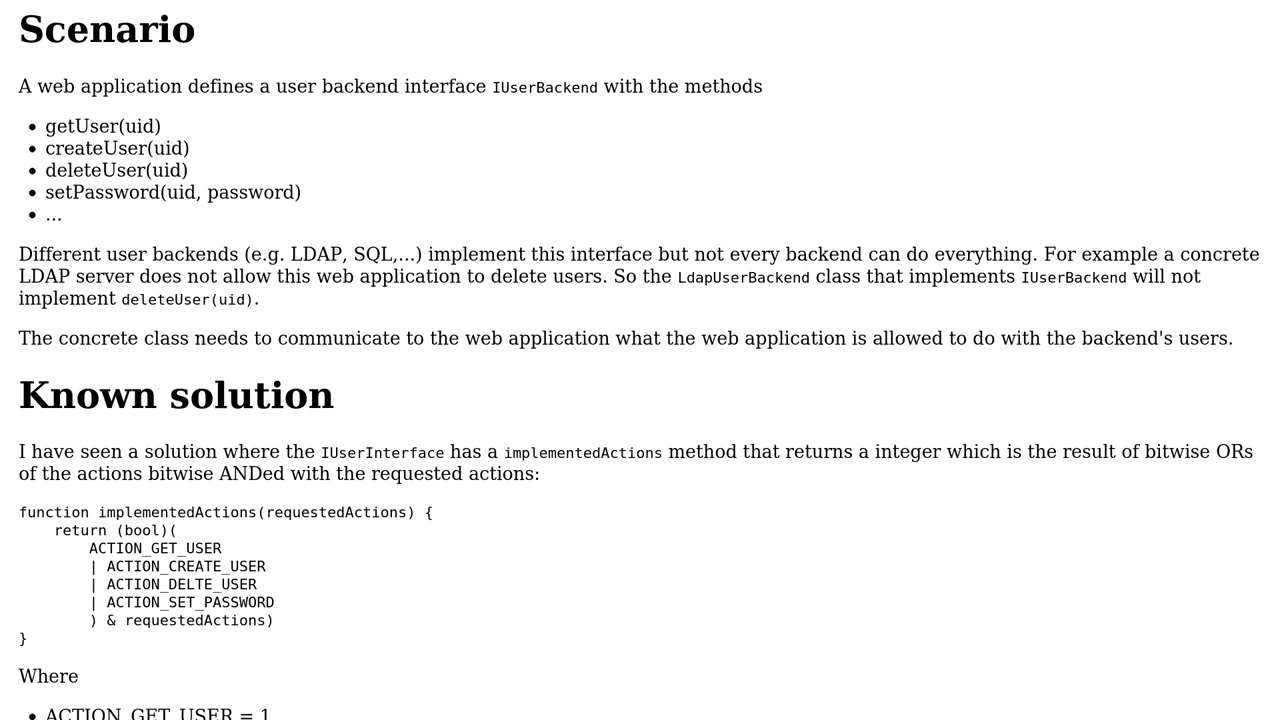 Scenario
A web application defines a user backend interface IUserBackend with the methods
• getUser(uid)
• createUser(uid)
• deleteUser(uid)
• setPassword(uid, password)
• ...
Different user backends (e.g. LDAP, SQL,...) implement this interface but not every backend can do everything. For example a concrete
LDAP server does not allow this web application to delete users. So the LdapUserBackend class that implements IUserBackend will not
implement deleteUser(uid).
The concrete class needs to communicate to the web application what the web application is allowed to do with the backend's users.
Known solution
I have seen a solution where the IUserInterface has a implementedActions method that returns a integer which is the result of bitwise ORs
of the actions bitwise ANDed with the requested actions:
function implementedActions(requestedActions) {
    return (bool)(
        ACTION_GET_USER
        | ACTION_CREATE_USER
        | ACTION_DELTE_USER
        | ACTION_SET_PASSWORD
        ) & requestedActions)
}
Where
• ACTION_GET_USER = 1